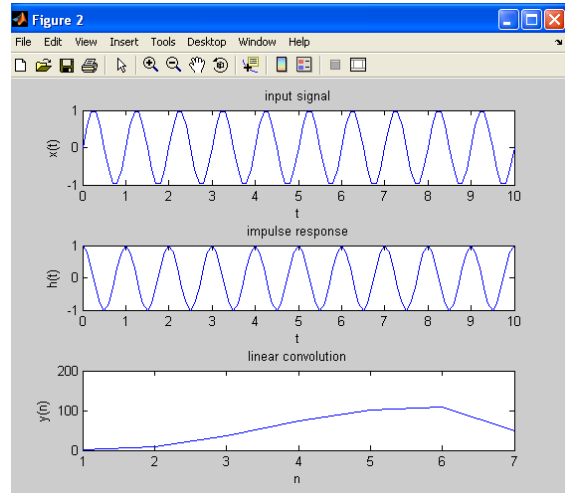 Figure 2
File Edit View Insert Tools Desktop Window Help
input signal
1
0
-1
x(t)
0 1 2 3 4 5 6 7 8 9 10
t
impulse response
1
0
-1
h(t)
0 1 2 3 4 5 6 7 8 9 10
t
linear convolution
200
100
0
y(n)
1 2 3 4 5 6 7
n